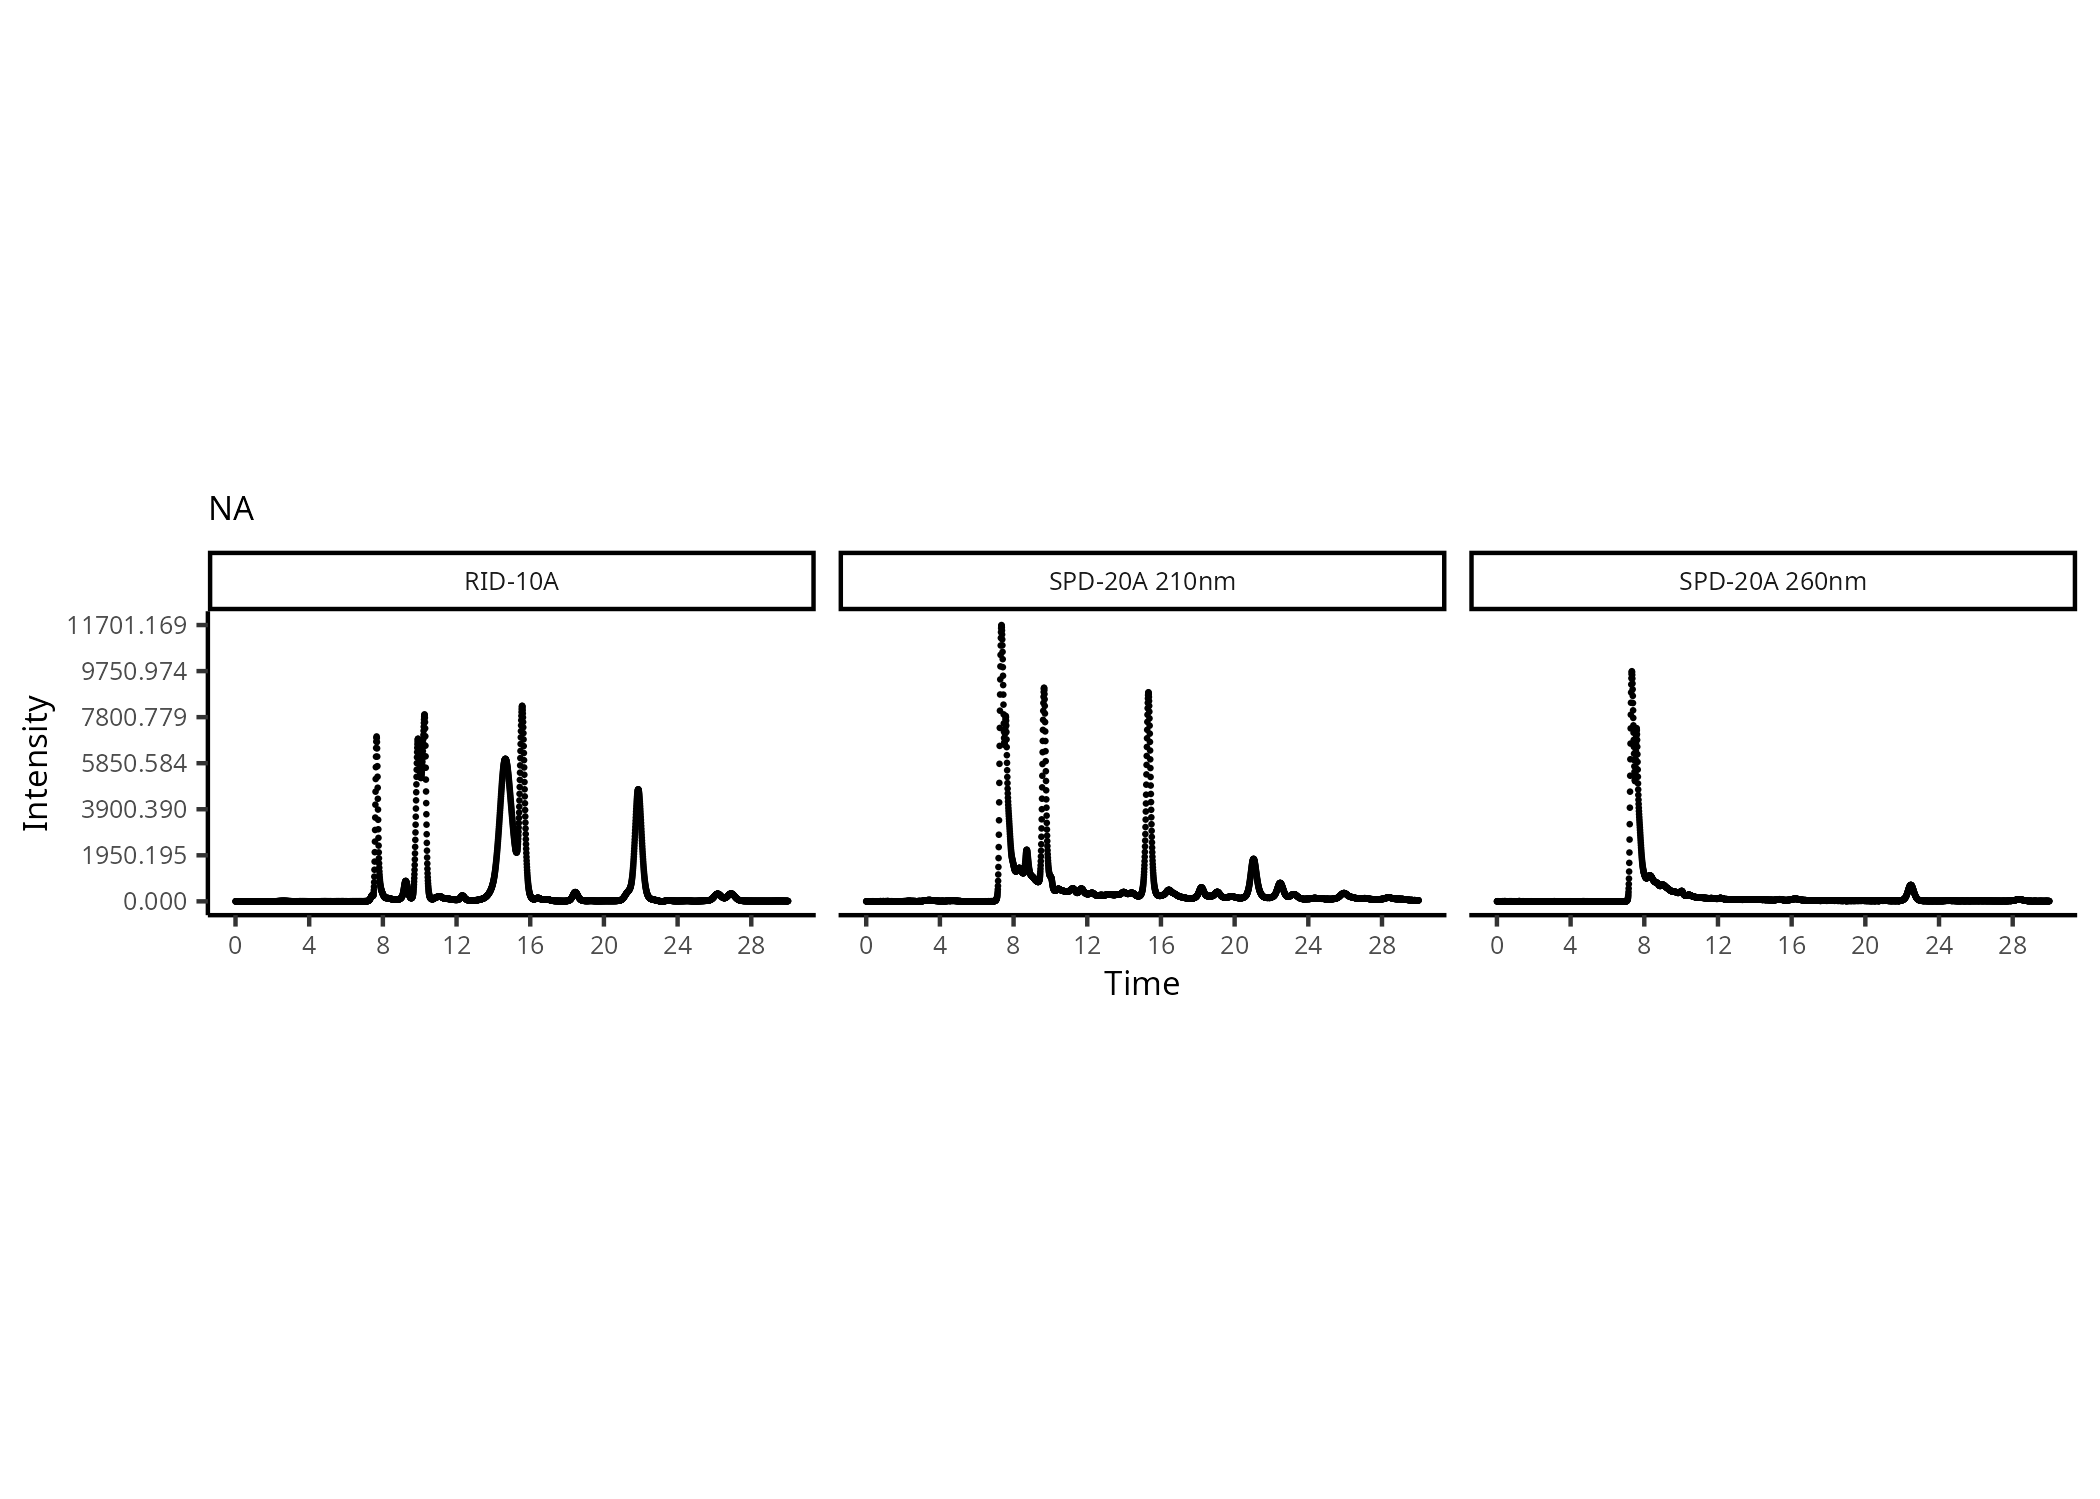 NA
RID-10A
SPD-20A 210nm
SPD-20A 260nm
11701.169
9750.974
7800.779
5850.584
3900.390
1950.195
0.000
Intensity
0 4 8 12 16 20 24 28
0 4 8 12 16 20 24 28
0 4 8 12 16 20 24 28
Time